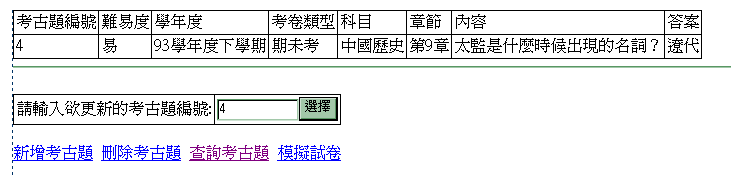 考古題編號 難易度 學年度 考卷類型 科目 章節 內容 答案
4 易 93學年度下學期 期未考 中國歷史 第9章 太監是什麼時候出現的名詞？ 遼代
請輸入欲更新的考古題編號: 4 選擇
新增考古題 刪除考古題 查詢考古題 模擬試卷